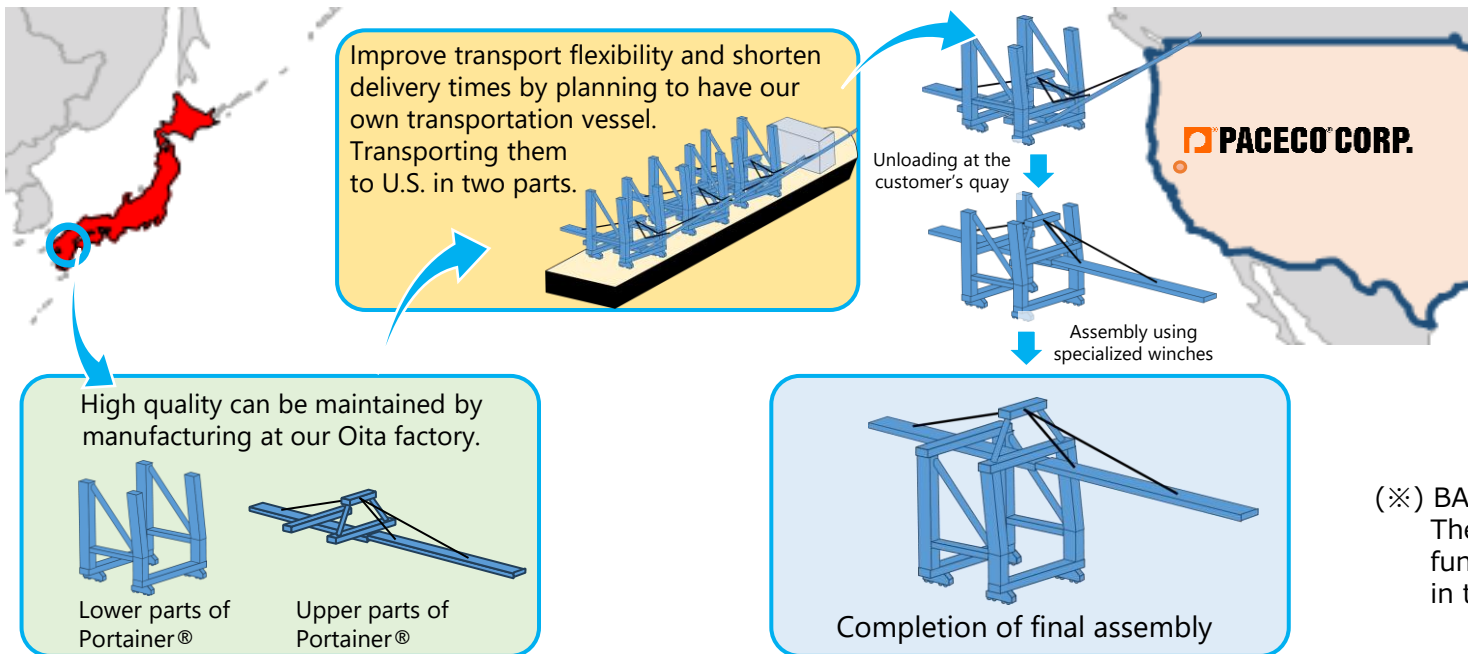 Improve transport flexibility and shorten
delivery times by planning to have our
own transportation vessel.
Transporting them
to U.S. in two parts.
Unloading at the
customer's quay
PACECO® CORP.
Assembly using
specialized winches
High quality can be maintained by
manufacturing at our Oita factory.
Lower parts of
Portainer®
Upper parts of
Portainer®
Completion of final assembly
(※) BA
The
fun
in t